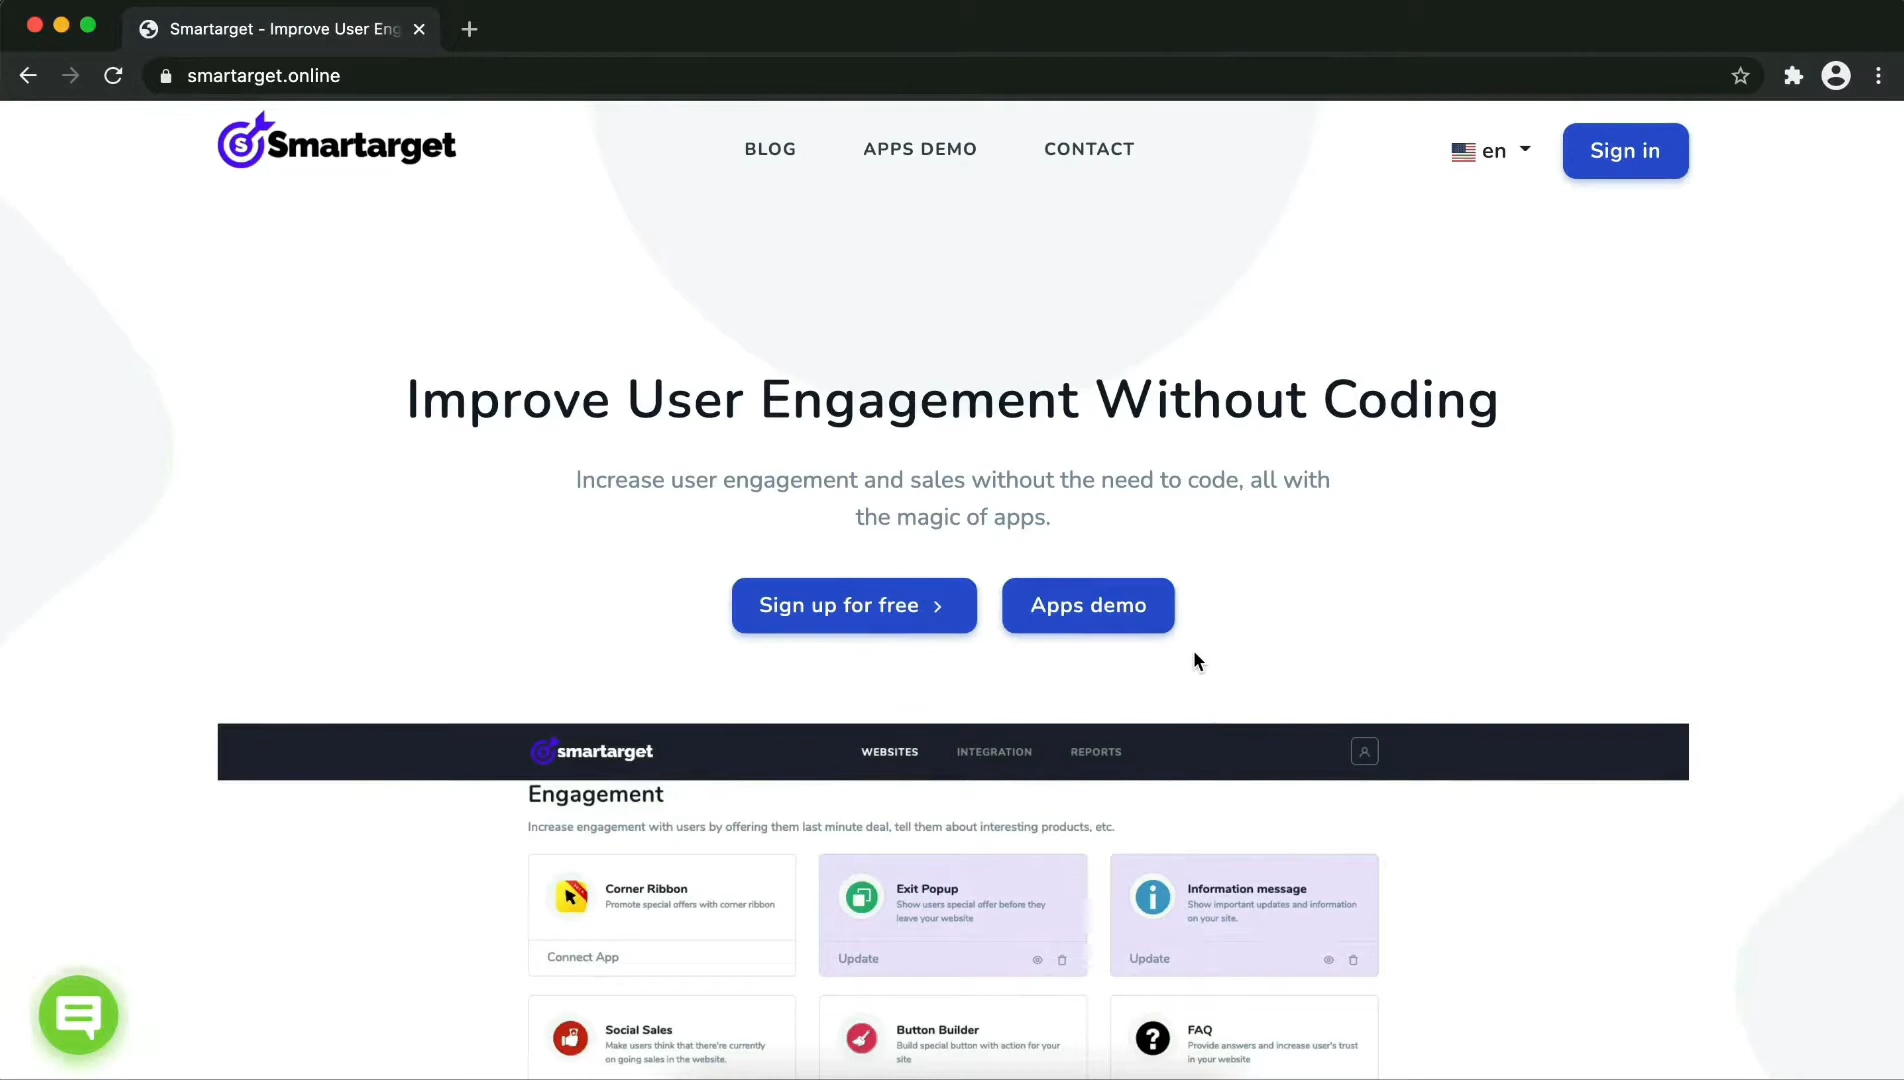 Smartarget - Improve User Eng
smartarget.online
Smartarget
BLOG
APPS DEMO
CONTACT
en
Sign in
Improve User Engagement Without Coding
Increase user engagement and sales without the need to code, all with
the magic of apps.
Sign up for free
Apps demo
smartarget
WEBSITES
INTEGRATION
REPORTS
Engagement
Increase engagement with users by offering them last minute deal, tell them about interesting products, etc.
Corner Ribbon
Promote special offers with corner ribbon
Connect App
Exit Popup
Show users special offer before they
leave your website
Update
Information message
Show important updates and information
on your site.
Update
Social Sales
Make users think that there're currently
on going sales in the website.
Button Builder
Build special button with action for your
site
FAQ
Provide answers and increase user's trust
in your website